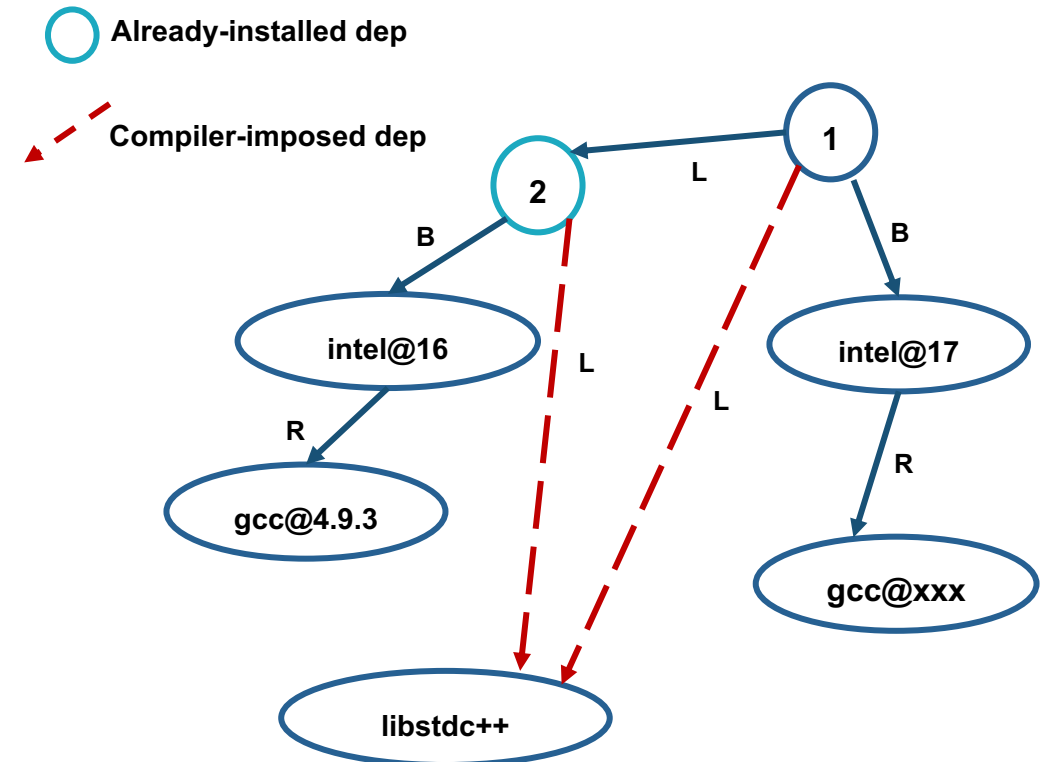 Already-installed dep
Compiler-imposed dep
1
L
2
B
B
intel@16
intel@17
L
L
R
R
gcc@4.9.3
gcc@xxx
libstdc++